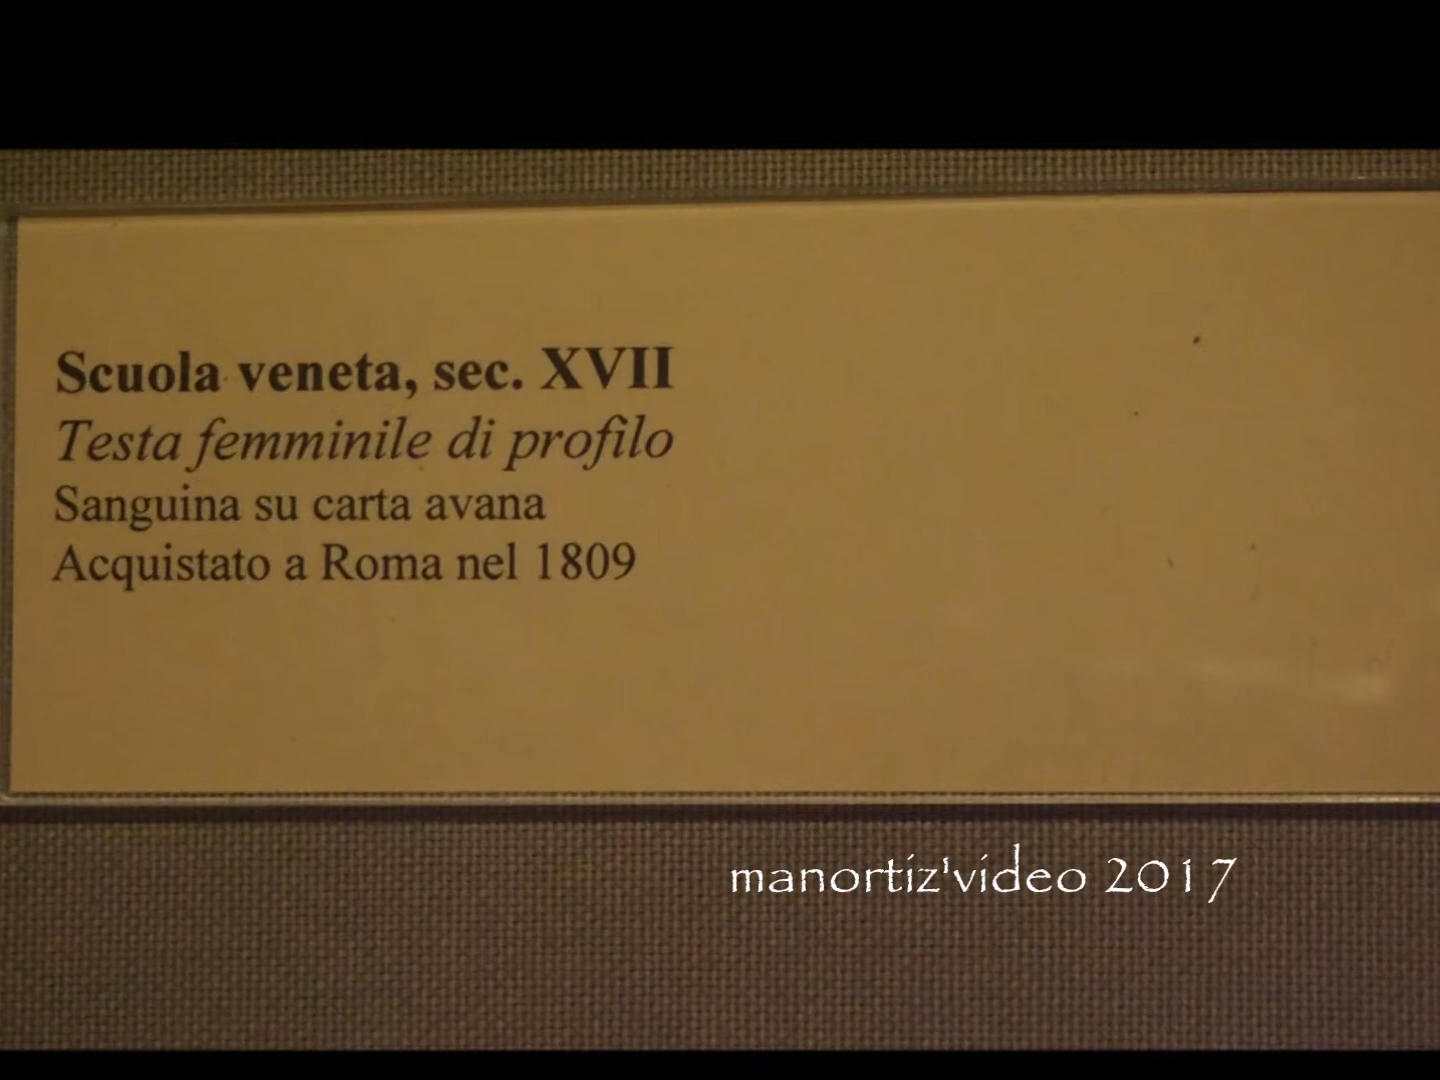 Scuola veneta, sec. XVII
Testa femminile di profilo
Sanguina su carta avana
Acquistato a Roma nel 1809
manortiz'video 2017